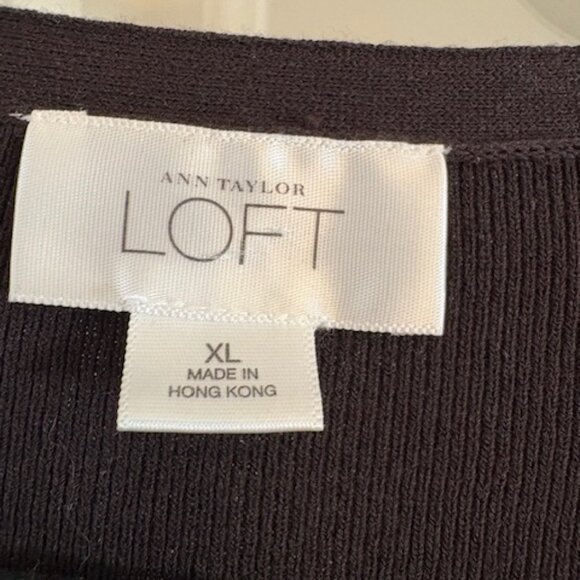 ANN TAYLOR
LOFT
XL
MADE IN
HONG KONG